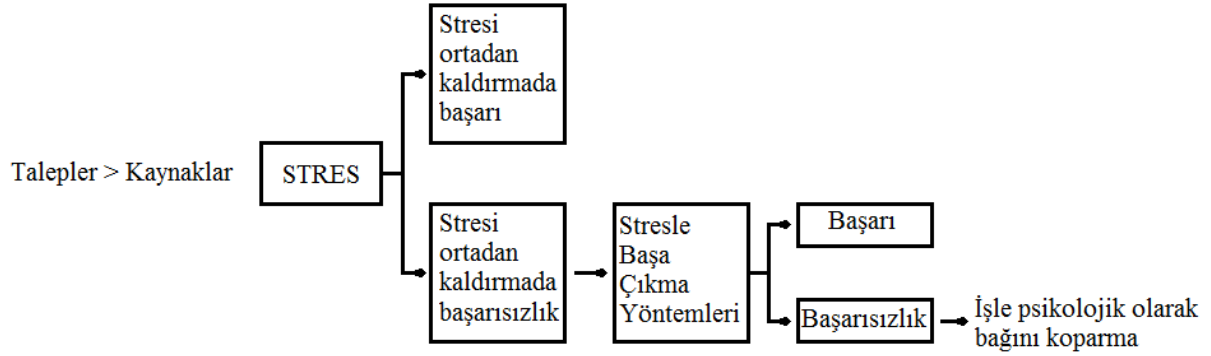 Talepler > Kaynaklar
STRES
Stresi
ortadan
kaldırmada
başarı
Stresi
ortadan
kaldırmada
başarısızlık
Stresle
Başa
Çıkma
Yöntemleri
Başarı
Başarısızlık
İşle psikolojik olarak
bağını koparma